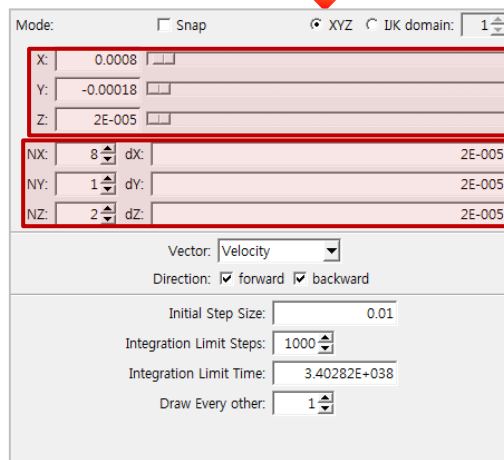 Mode: Snap XYZ IJK domain: 1
X: 0.0008
Y: -0.00018
Z: 2E-005
NX: 8 dX: 2E-005
NY: 1 dY: 2E-005
NZ: 2 dZ: 2E-005
Vector: Velocity
Direction: forward backward
Initial Step Size: 0.01
Integration Limit Steps: 1000
Integration Limit Time: 3.40282E+038
Draw Every other: 1